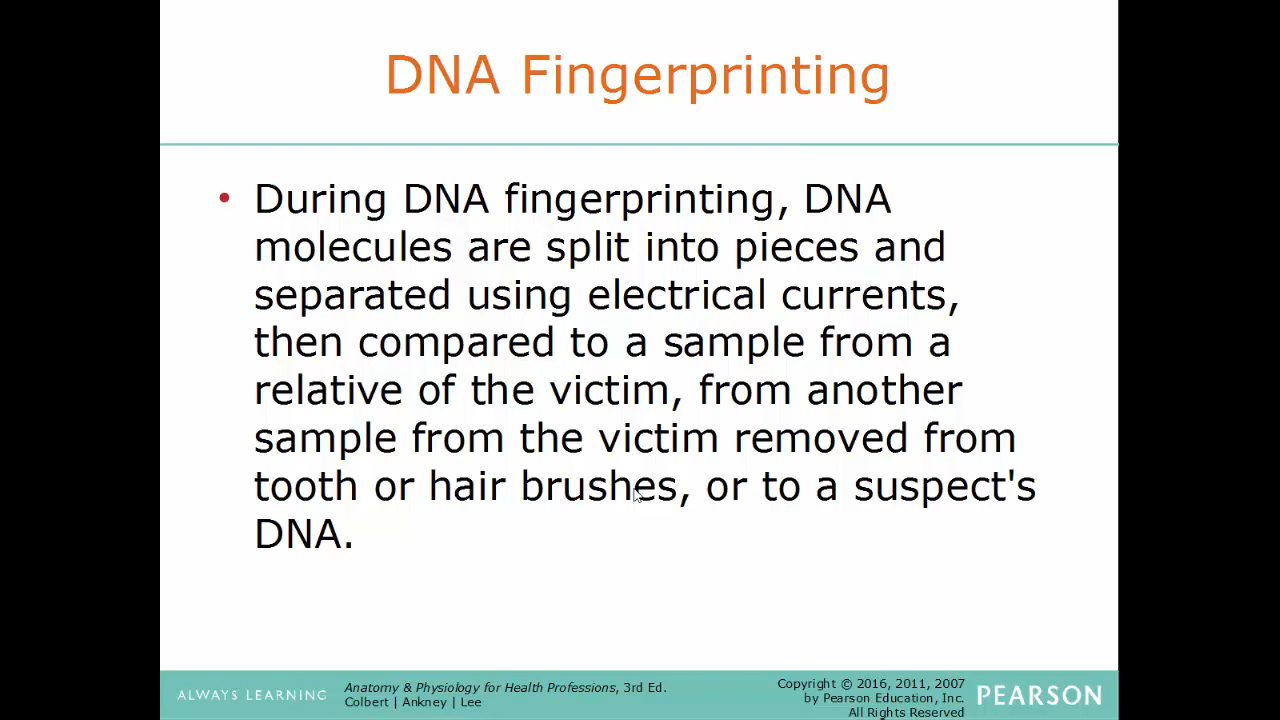 DNA Fingerprinting
• During DNA fingerprinting, DNA
molecules are split into pieces and
separated using electrical currents,
then compared to a sample from a
relative of the victim, from another
sample from the victim removed from
tooth or hair brushes, or to a suspect's
DNA.
ALWAYS LEARNING
Anatomy & Physiology for Health Professions, 3rd Ed.
Colbert | Ankney | Lee
Copyright © 2016, 2011, 2007
by Pearson Education, Inc.
All Rights Reserved
PEARSON